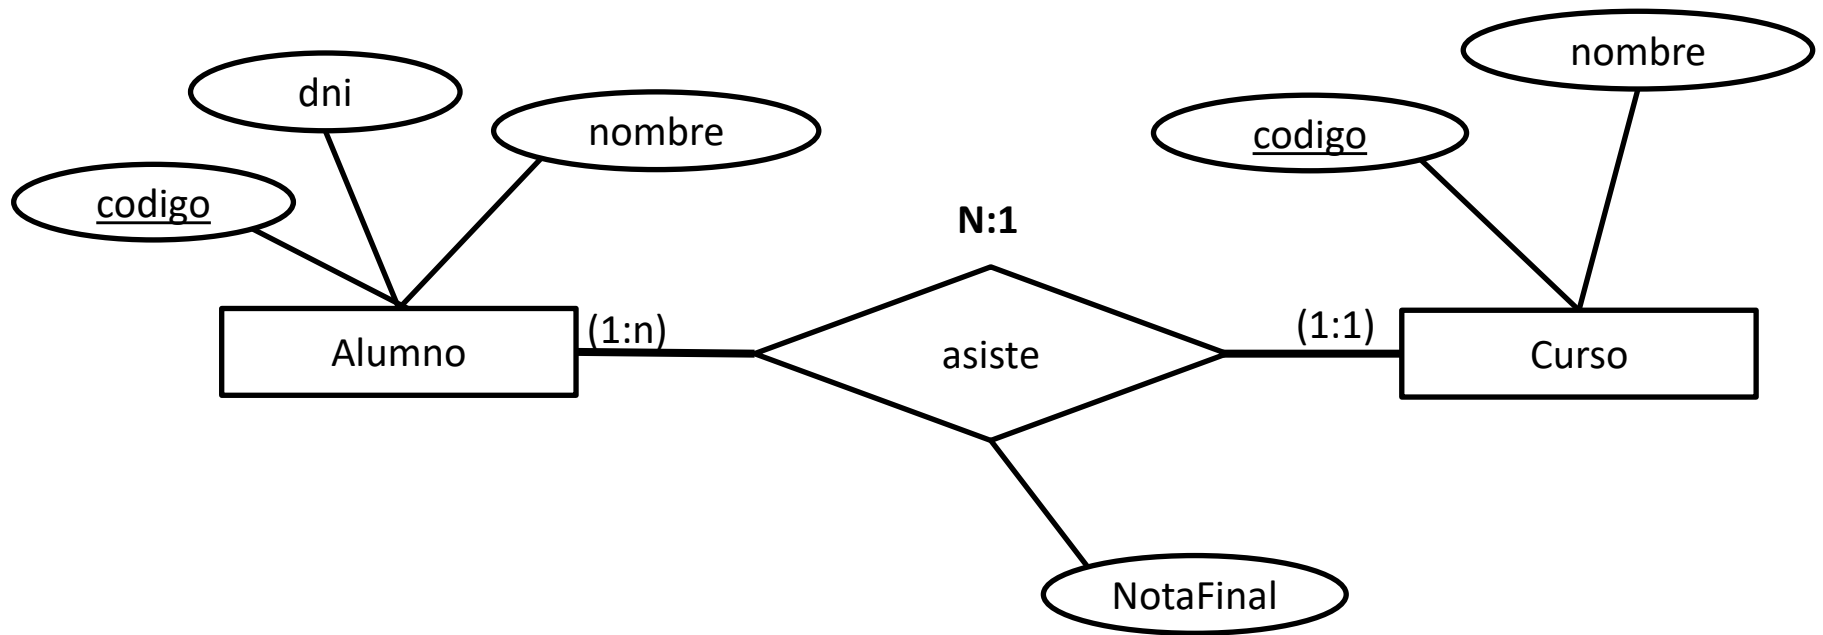 nombre
dni
nombre
codigo
codigo
N:1
(1:n)
(1:1)
Alumno
asiste
Curso
NotaFinal